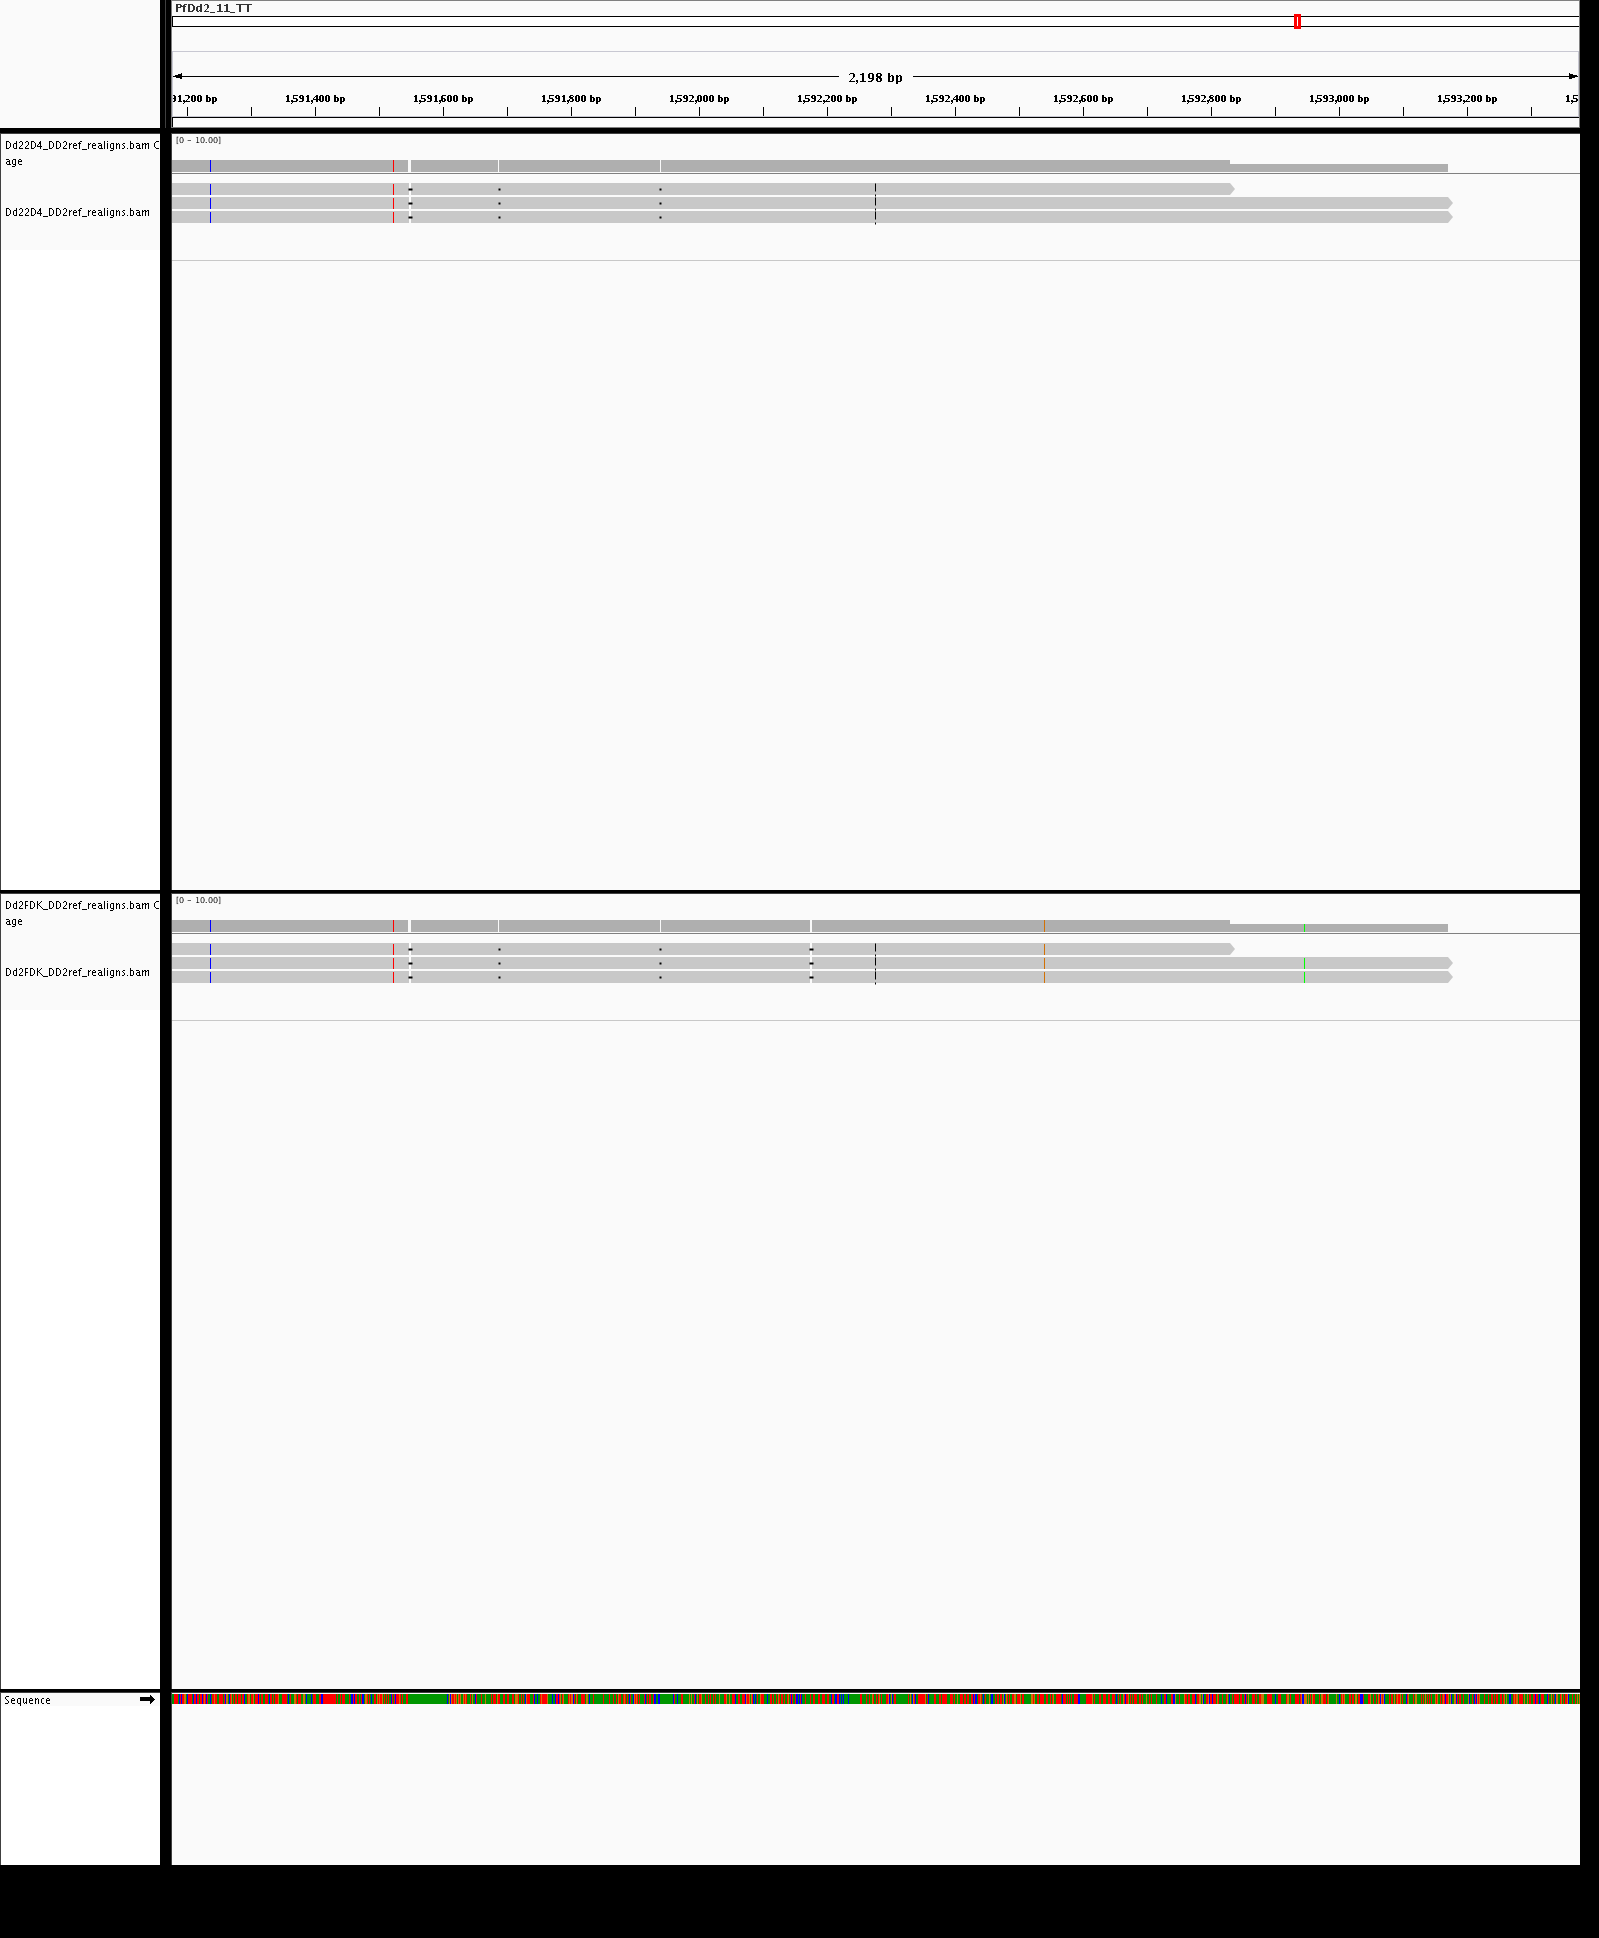 PfDd2_11_TT
2,198 bp
91,200 bp 1,591,400 bp 1,591,600 bp 1,591,800 bp 1,592,000 bp 1,592,200 bp 1,592,400 bp 1,592,600 bp 1,592,800 bp 1,593,000 bp 1,593,200 bp 1,5
Dd22D4_DD2ref_realigns.bam C
age
[0 - 10.00]
Dd22D4_DD2ref_realigns.bam
Dd2FDK_DD2ref_realigns.bam C
age
[0 - 10.00]
Dd2FDK_DD2ref_realigns.bam
Sequence